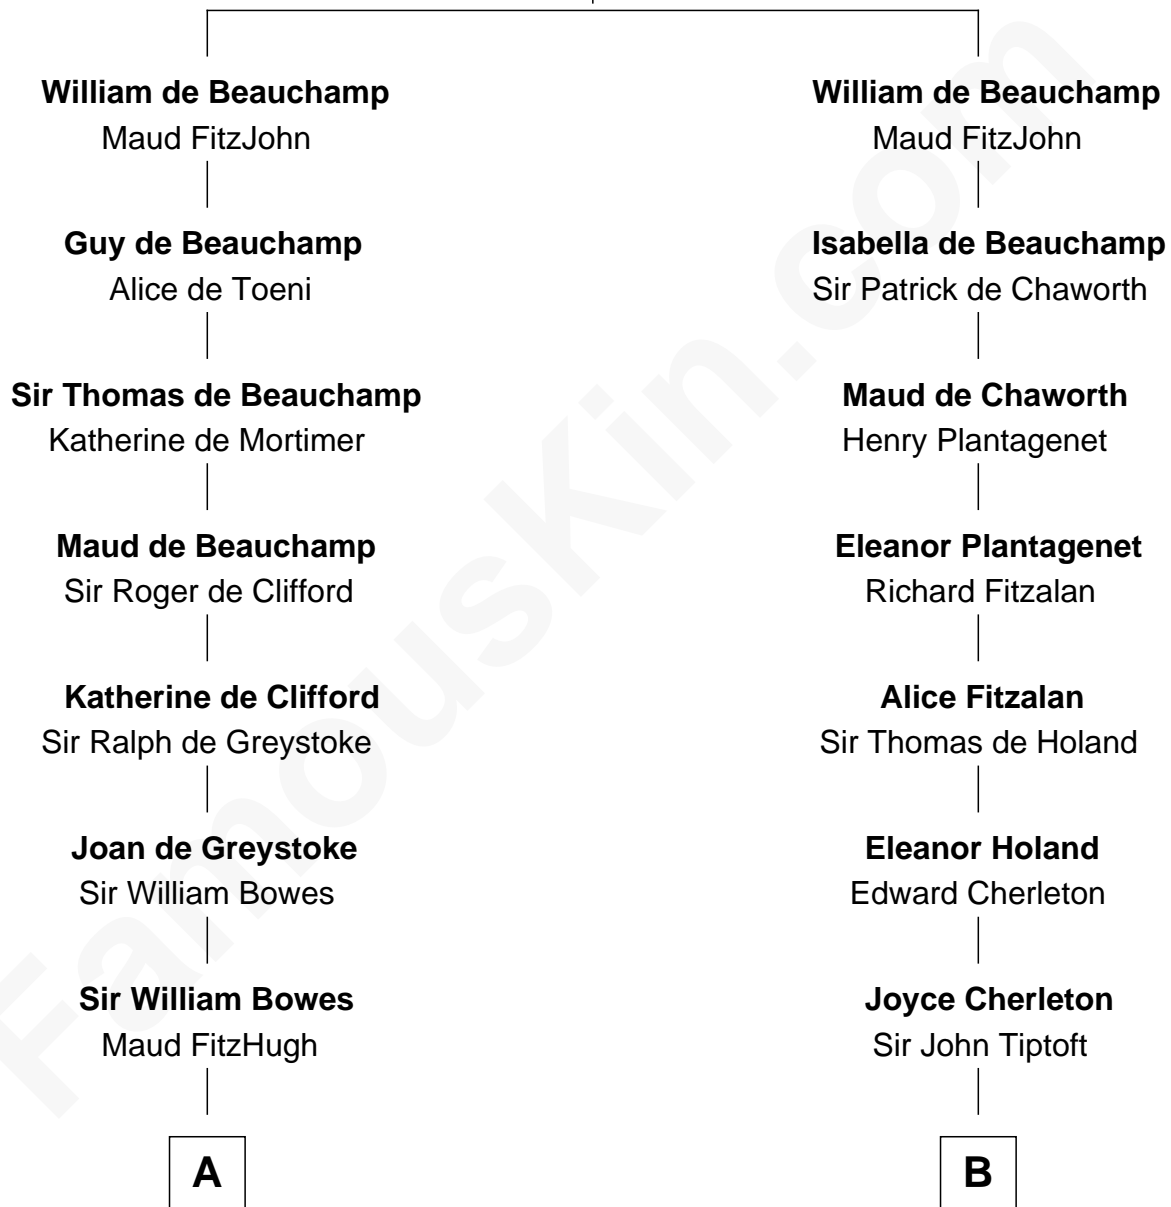 William de Beauchamp
Maud FitzJohn
Guy de Beauchamp
Alice de Toeni
Sir Thomas de Beauchamp
Katherine de Mortimer
Maud de Beauchamp
Sir Roger de Clifford
Katherine de Clifford
Sir Ralph de Greystoke
Joan de Greystoke
Sir William Bowes
Sir William Bowes
Maud FitzHugh
A
William de Beauchamp
Maud FitzJohn
Isabella de Beauchamp
Sir Patrick de Chaworth
Maud de Chaworth
Henry Plantagenet
Eleanor Plantagenet
Richard Fitzalan
Alice Fitzalan
Sir Thomas de Holand
Eleanor Holand
Edward Cherleton
Joyce Cherleton
Sir John Tiptoft
B
FamousKin.com